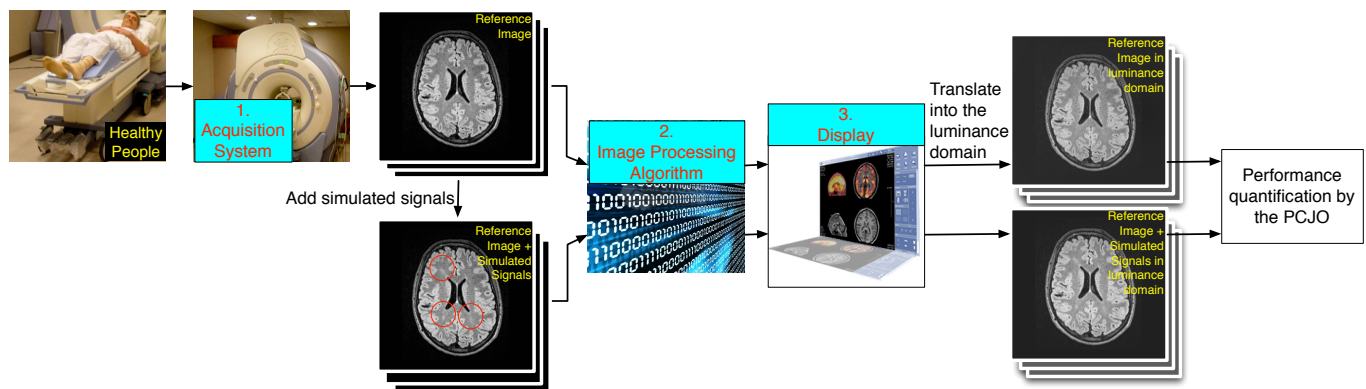 Healthy
People
1.
Acquisition
System
Reference
Image
Add simulated signals
Reference
Image +
Simulated
Signals
2.
Image Processing
Algorithm
3.
Display
Translate
into the
luminance
domain
Reference
Image in
luminance
domain
Reference
Image +
Simulated
Signals in
luminance
domain
Performance
quantification by
the PCJO